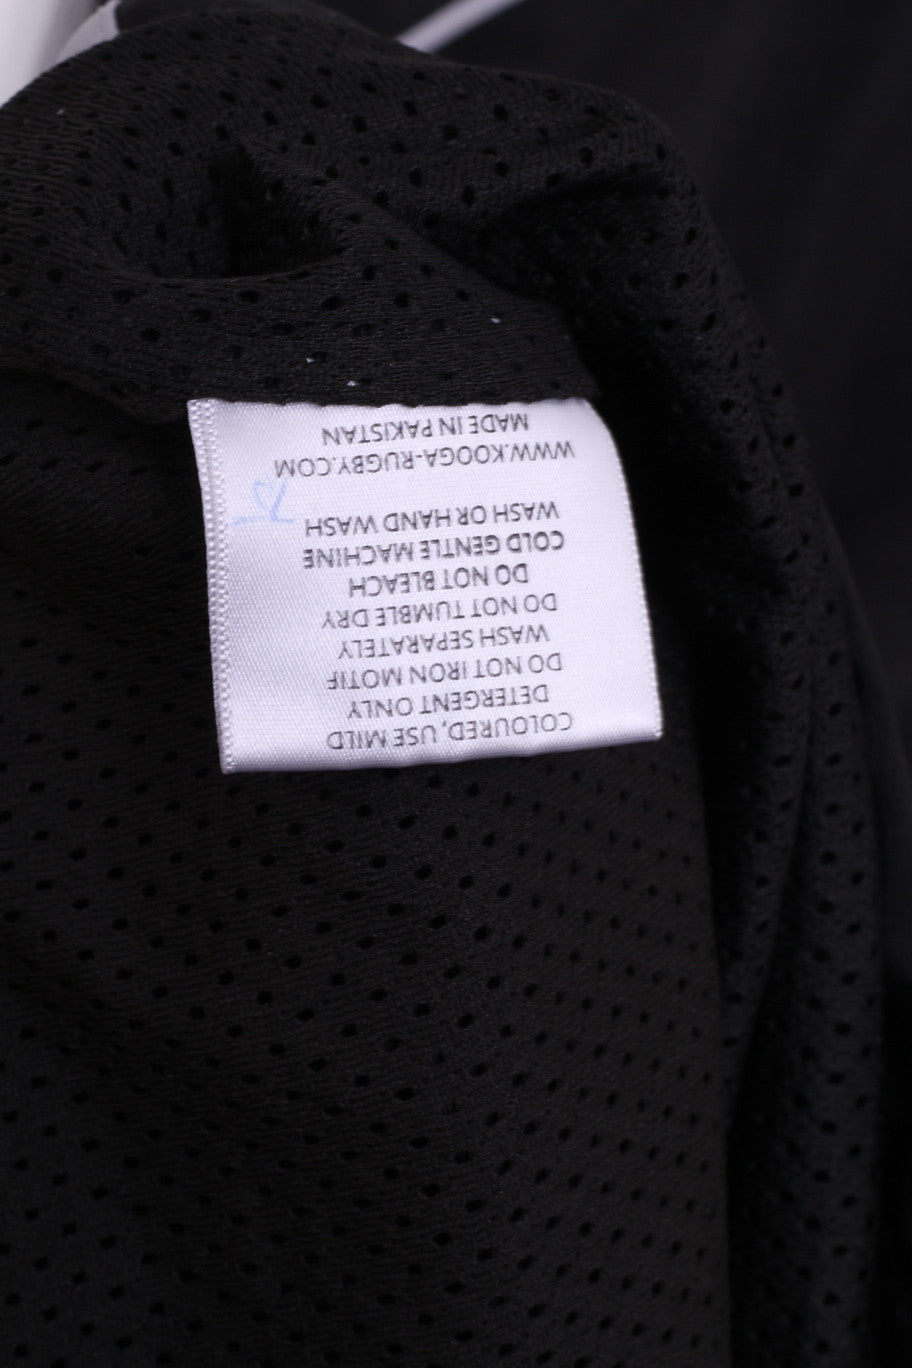 COLOURED, USE MILD
DETERGENT ONLY
DO NOT IRON MOTIF
WASH SEPARATELY
DO NOT TUMBLE DRY
DO NOT BLEACH
COLD GENTLE MACHINE
WASH OR HAND WASH
WWW.KOOGA-RUGBY.COM
MADE IN PAKISTAN